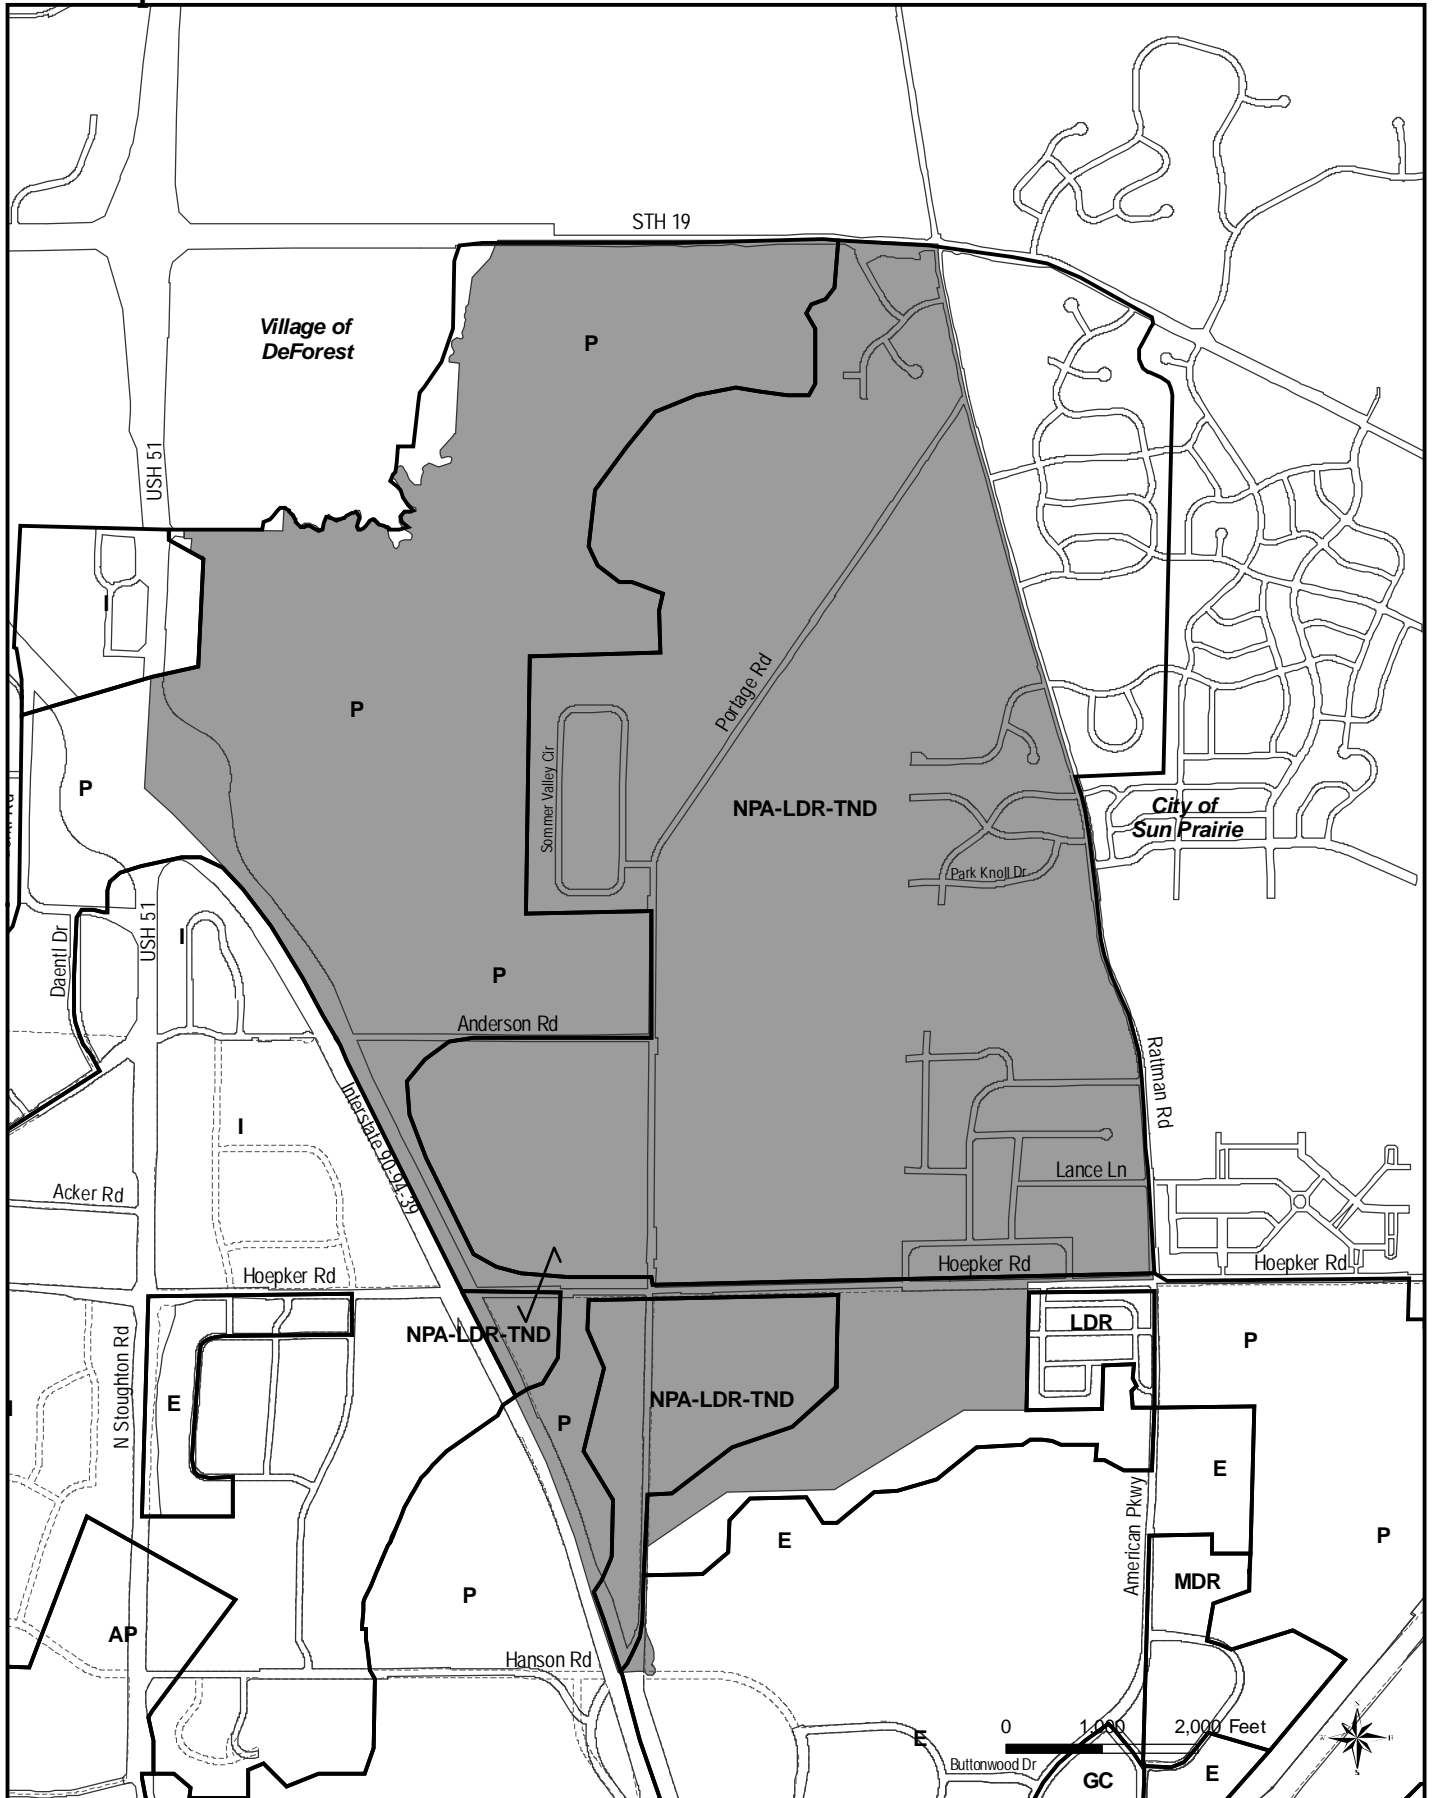 STH 19
Village of
DeForest
P
USH 51
I
P
Portage Rd
P
Sommer Valley Cir
NPA-LDR-TND
City of
Sun Prairie
Park Knoll Dr
USH 51
I
Daentl Dr
P
Anderson Rd
Rattman Rd
Interstate 90-94-39
I
Lance Ln
Acker Rd
Hoepker Rd
Hoepker Rd
Hoepker Rd
LDR
NPA-LDR-TND
P
N Stoughton Rd
E
NPA-LDR-TND
P
E
American Pkwy
E
P
MDR
P
AP
Hanson Rd
E
0 1,000 2,000 Feet
Buttonwood Dr
GC
E